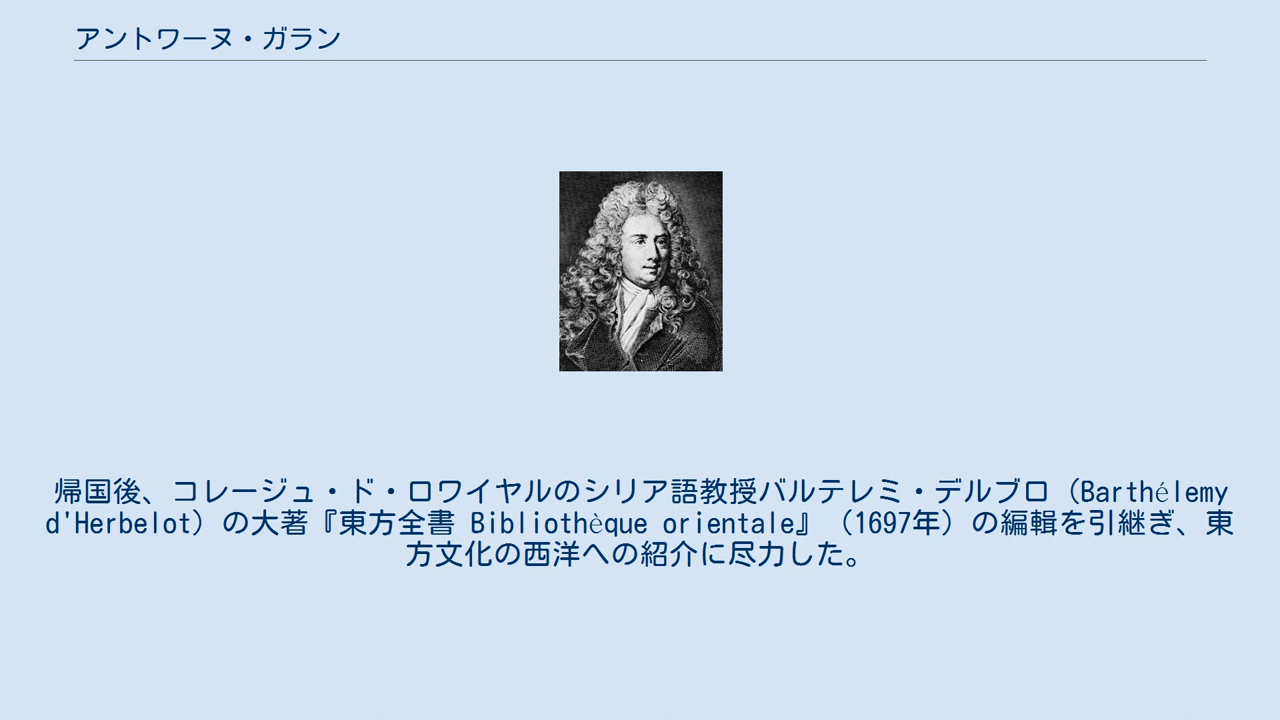 アントワーヌ・ガラン
帰国後、コレージュ・ド・ロワイヤルのシリア語教授バルテレミ・デルブロ（Barthélemy
d'Herbelot）の大著『東方全書 Bibliothèque orientale』（1697年）の編輯を引継ぎ、東
方文化の西洋への紹介に尽力した。